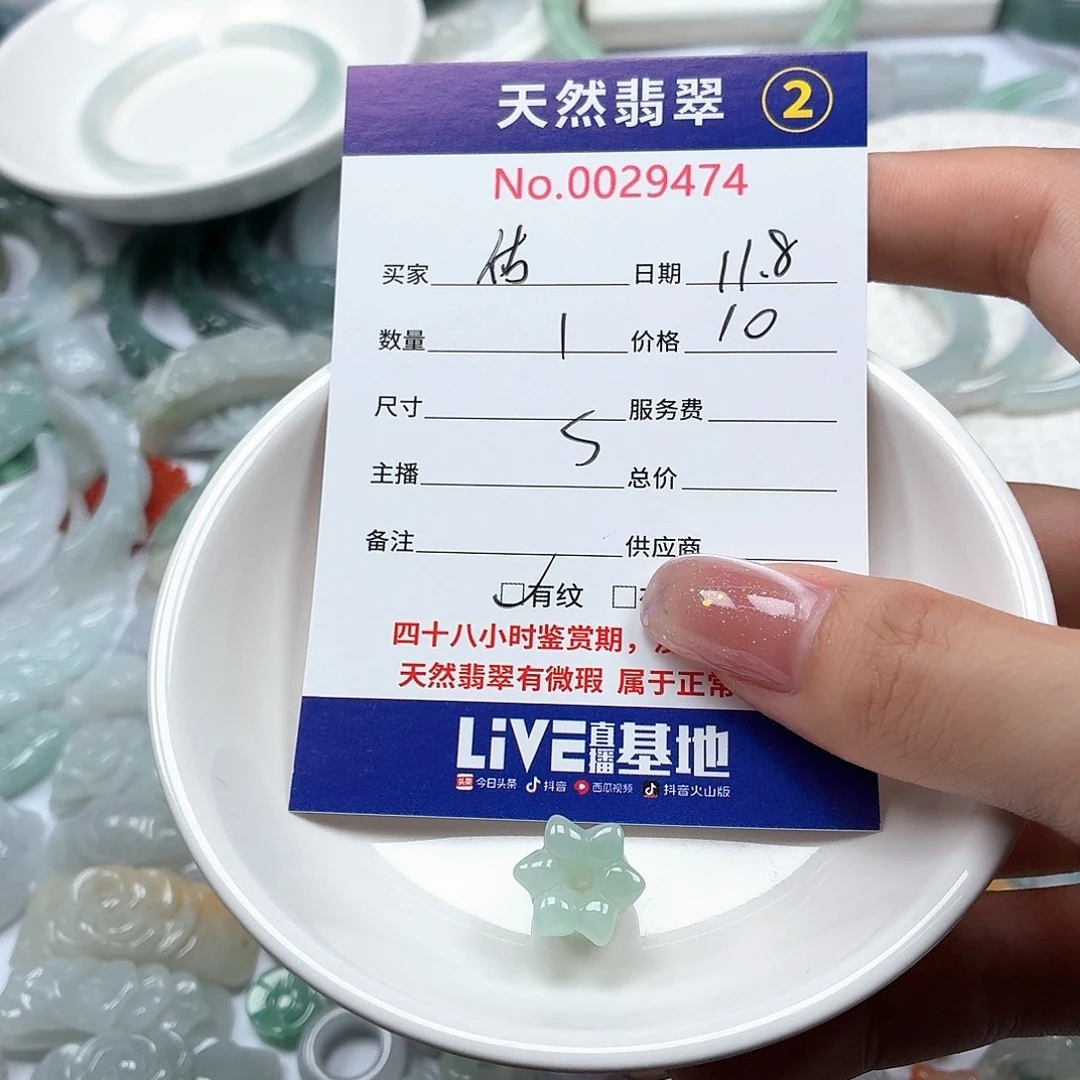 天然翡翠 2
No.0029474
买家 日期 11.8
数量 1 价格 10
尺寸 服务费
主播 5 总价
备注 供应商
☑有纹 □
四十八小时鉴赏期，
天然翡翠有微瑕 属于正常
LiVE直播基地
头条 今日头条 抖音 西瓜视频 抖音火山版